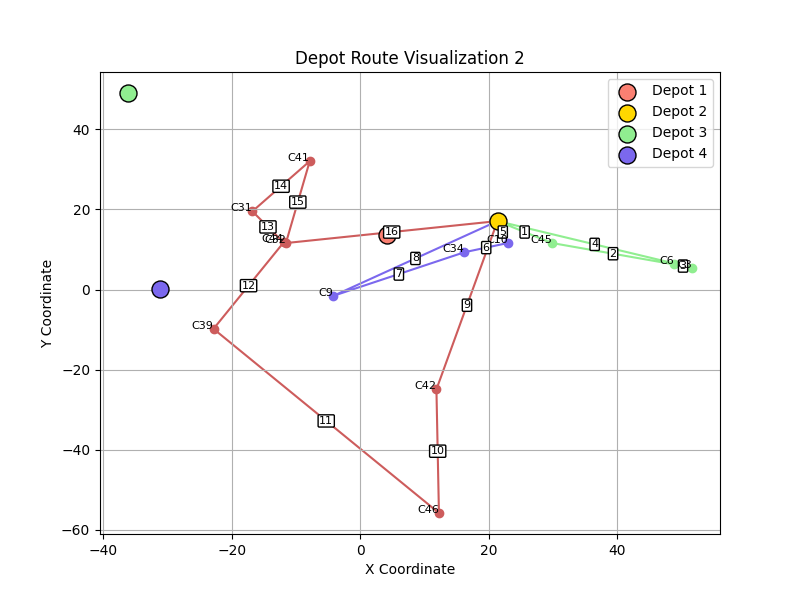 Depot Route Visualization 2
Depot 1
Depot 2
Depot 3
Depot 4
Y Coordinate
40
20
0
−20
−40
−60
C41
14
C31
15
13
C32
16
5
1
C10
C45
4
2
C34
6
8
7
C6
3
C9
12
9
C39
C42
11
10
C46
−40
−20
0
20
40
X Coordinate